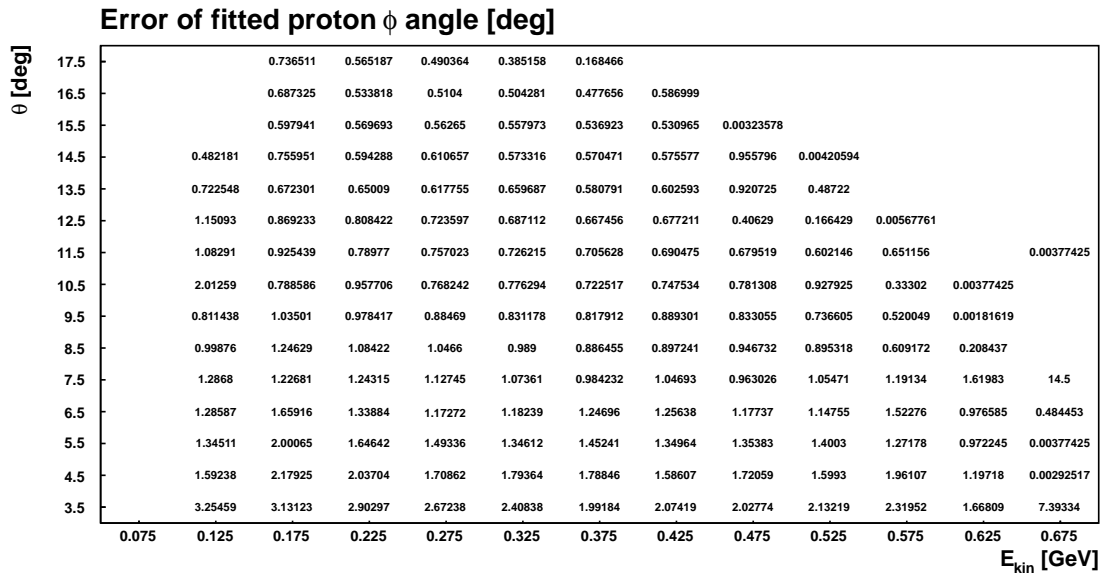 Error of fitted proton ϕ angle [deg]
θ [deg]
17.5 0.736511 0.565187 0.490364 0.385158 0.168466
16.5 0.687325 0.533818 0.5104 0.504281 0.477656 0.586999
15.5 0.597941 0.569693 0.56265 0.557973 0.536923 0.530965 0.00323578
14.5 0.482181 0.755951 0.594288 0.610657 0.573316 0.570471 0.575577 0.955796 0.00420594
13.5 0.722548 0.672301 0.65009 0.617755 0.659687 0.580791 0.602593 0.920725 0.48722
12.5 1.15093 0.869233 0.808422 0.723597 0.687112 0.667456 0.677211 0.40629 0.166429 0.00567761
11.5 1.08291 0.925439 0.78977 0.757023 0.726215 0.705628 0.690475 0.679519 0.602146 0.651156 0.00377425
10.5 2.01259 0.788586 0.957706 0.768242 0.776294 0.722517 0.747534 0.781308 0.927925 0.33302 0.00377425
9.5 0.811438 1.03501 0.978417 0.88469 0.831178 0.817912 0.889301 0.833055 0.736605 0.520049 0.00181619
8.5 0.99876 1.24629 1.08422 1.0466 0.989 0.886455 0.897241 0.946732 0.895318 0.609172 0.208437
7.5 1.2868 1.22681 1.24315 1.12745 1.07361 0.984232 1.04693 0.963026 1.05471 1.19134 1.61983 14.5
6.5 1.28587 1.65916 1.33884 1.17272 1.18239 1.24696 1.25638 1.17737 1.14755 1.52276 0.976585 0.484453
5.5 1.34511 2.00065 1.64642 1.49336 1.34612 1.45241 1.34964 1.35383 1.4003 1.27178 0.972245 0.00377425
4.5 1.59238 2.17925 2.03704 1.70862 1.79364 1.78846 1.58607 1.72059 1.5993 1.96107 1.19718 0.00292517
3.5 3.25459 3.13123 2.90297 2.67238 2.40838 1.99184 2.07419 2.02774 2.13219 2.31952 1.66809 7.39334
0.075 0.125 0.175 0.225 0.275 0.325 0.375 0.425 0.475 0.525 0.575 0.625 0.675
E_kin [GeV]